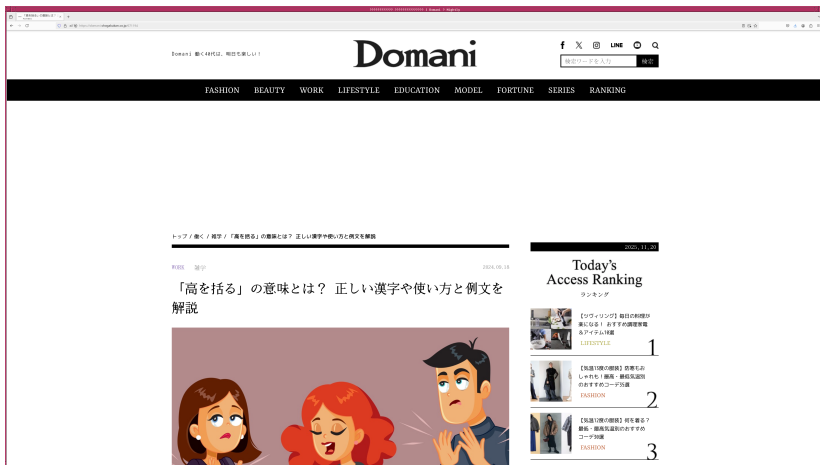 Domani 働く40代は、明日も楽しい！
Domani
LINE
検索ワードを入力
検索
FASHION BEAUTY WORK LIFESTYLE EDUCATION MODEL FORTUNE SERIES RANKING
トップ / 働く / 雑学 / 「高を括る」の意味とは？ 正しい漢字や使い方と例文を解説
WORK 雑学
2024.09.19
「高を括る」の意味とは？ 正しい漢字や使い方と例文を
解説
2025.11.20
Today's
Access Ranking
ランキング
【ツヴィリング】毎日の料理が
楽になる！ おすすめ調理家電
＆アイテム10選
LIFESTYLE
1
【気温13度の服装】防寒もお
しゃれも！最高・最低気温別
のおすすめコーデ35選
FASHION
2
【気温12度の服装】何を着る？
最低・最高気温別のおすすめ
コーデ30選
FASHION
3